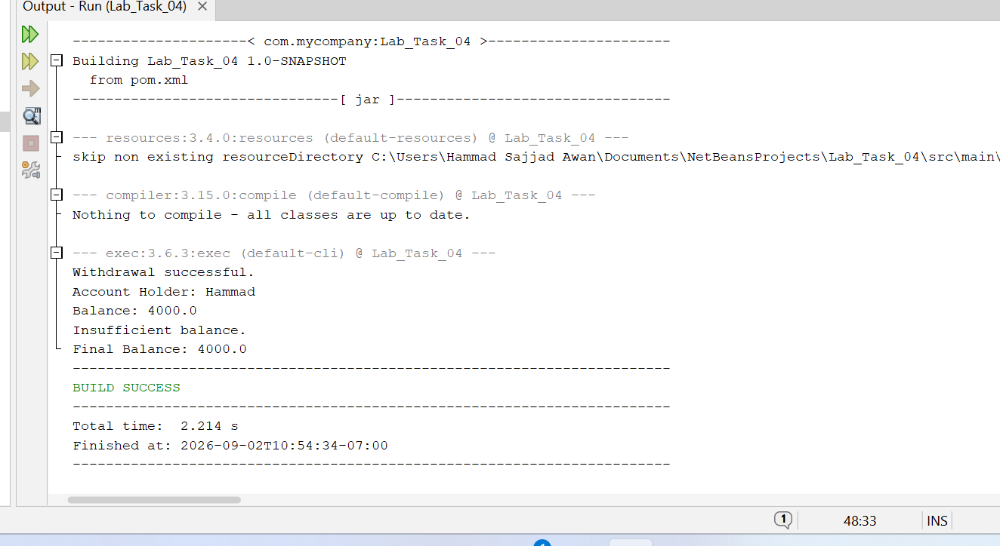 Output - Run (Lab_Task_04) ×
---------------------< com.mycompany:Lab_Task_04 >----------------------
Building Lab_Task_04 1.0-SNAPSHOT
  from pom.xml
--------------------------------[ jar ]---------------------------------
--- resources:3.4.0:resources (default-resources) @ Lab_Task_04 ---
skip non existing resourceDirectory C:\Users\Hammad Sajjad Awan\Documents\NetBeansProjects\Lab_Task_04\src\main\
--- compiler:3.15.0:compile (default-compile) @ Lab_Task_04 ---
Nothing to compile - all classes are up to date.
--- exec:3.6.3:exec (default-cli) @ Lab_Task_04 ---
Withdrawal successful.
Account Holder: Hammad
Balance: 4000.0
Insufficient balance.
Final Balance: 4000.0
------------------------------------------------------------------------
BUILD SUCCESS
------------------------------------------------------------------------
Total time:  2.214 s
Finished at: 2026-09-02T10:54:34-07:00
------------------------------------------------------------------------
1 48:33 INS